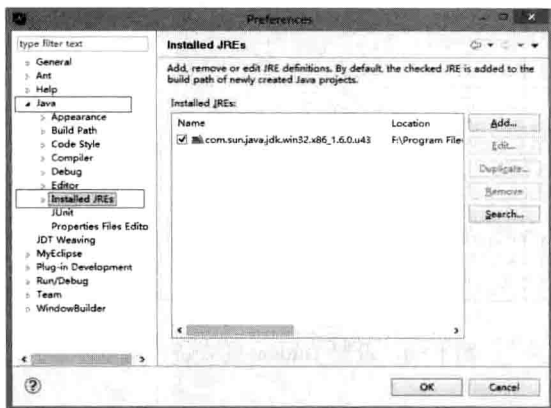 Preferences
type filter text
General
Ant
Help
Java
Appearance
Build Path
Code Style
Compiler
Debug
Editor
Installed JREs
JUnit
Properties Files Edito
JDT Weaving
MyEclipse
Plug-in Development
Run/Debug
Team
WindowBuilder
Installed JREs
Add, remove or edit JRE definitions. By default, the checked JRE is added to the
build path of newly created Java projects.
Installed JREs:
Name Location
com.sun.java.jdk.win32.x86_1.6.0.u43 F:\Program File
Add...
Edit...
Duplicate...
Remove
Search...
OK Cancel